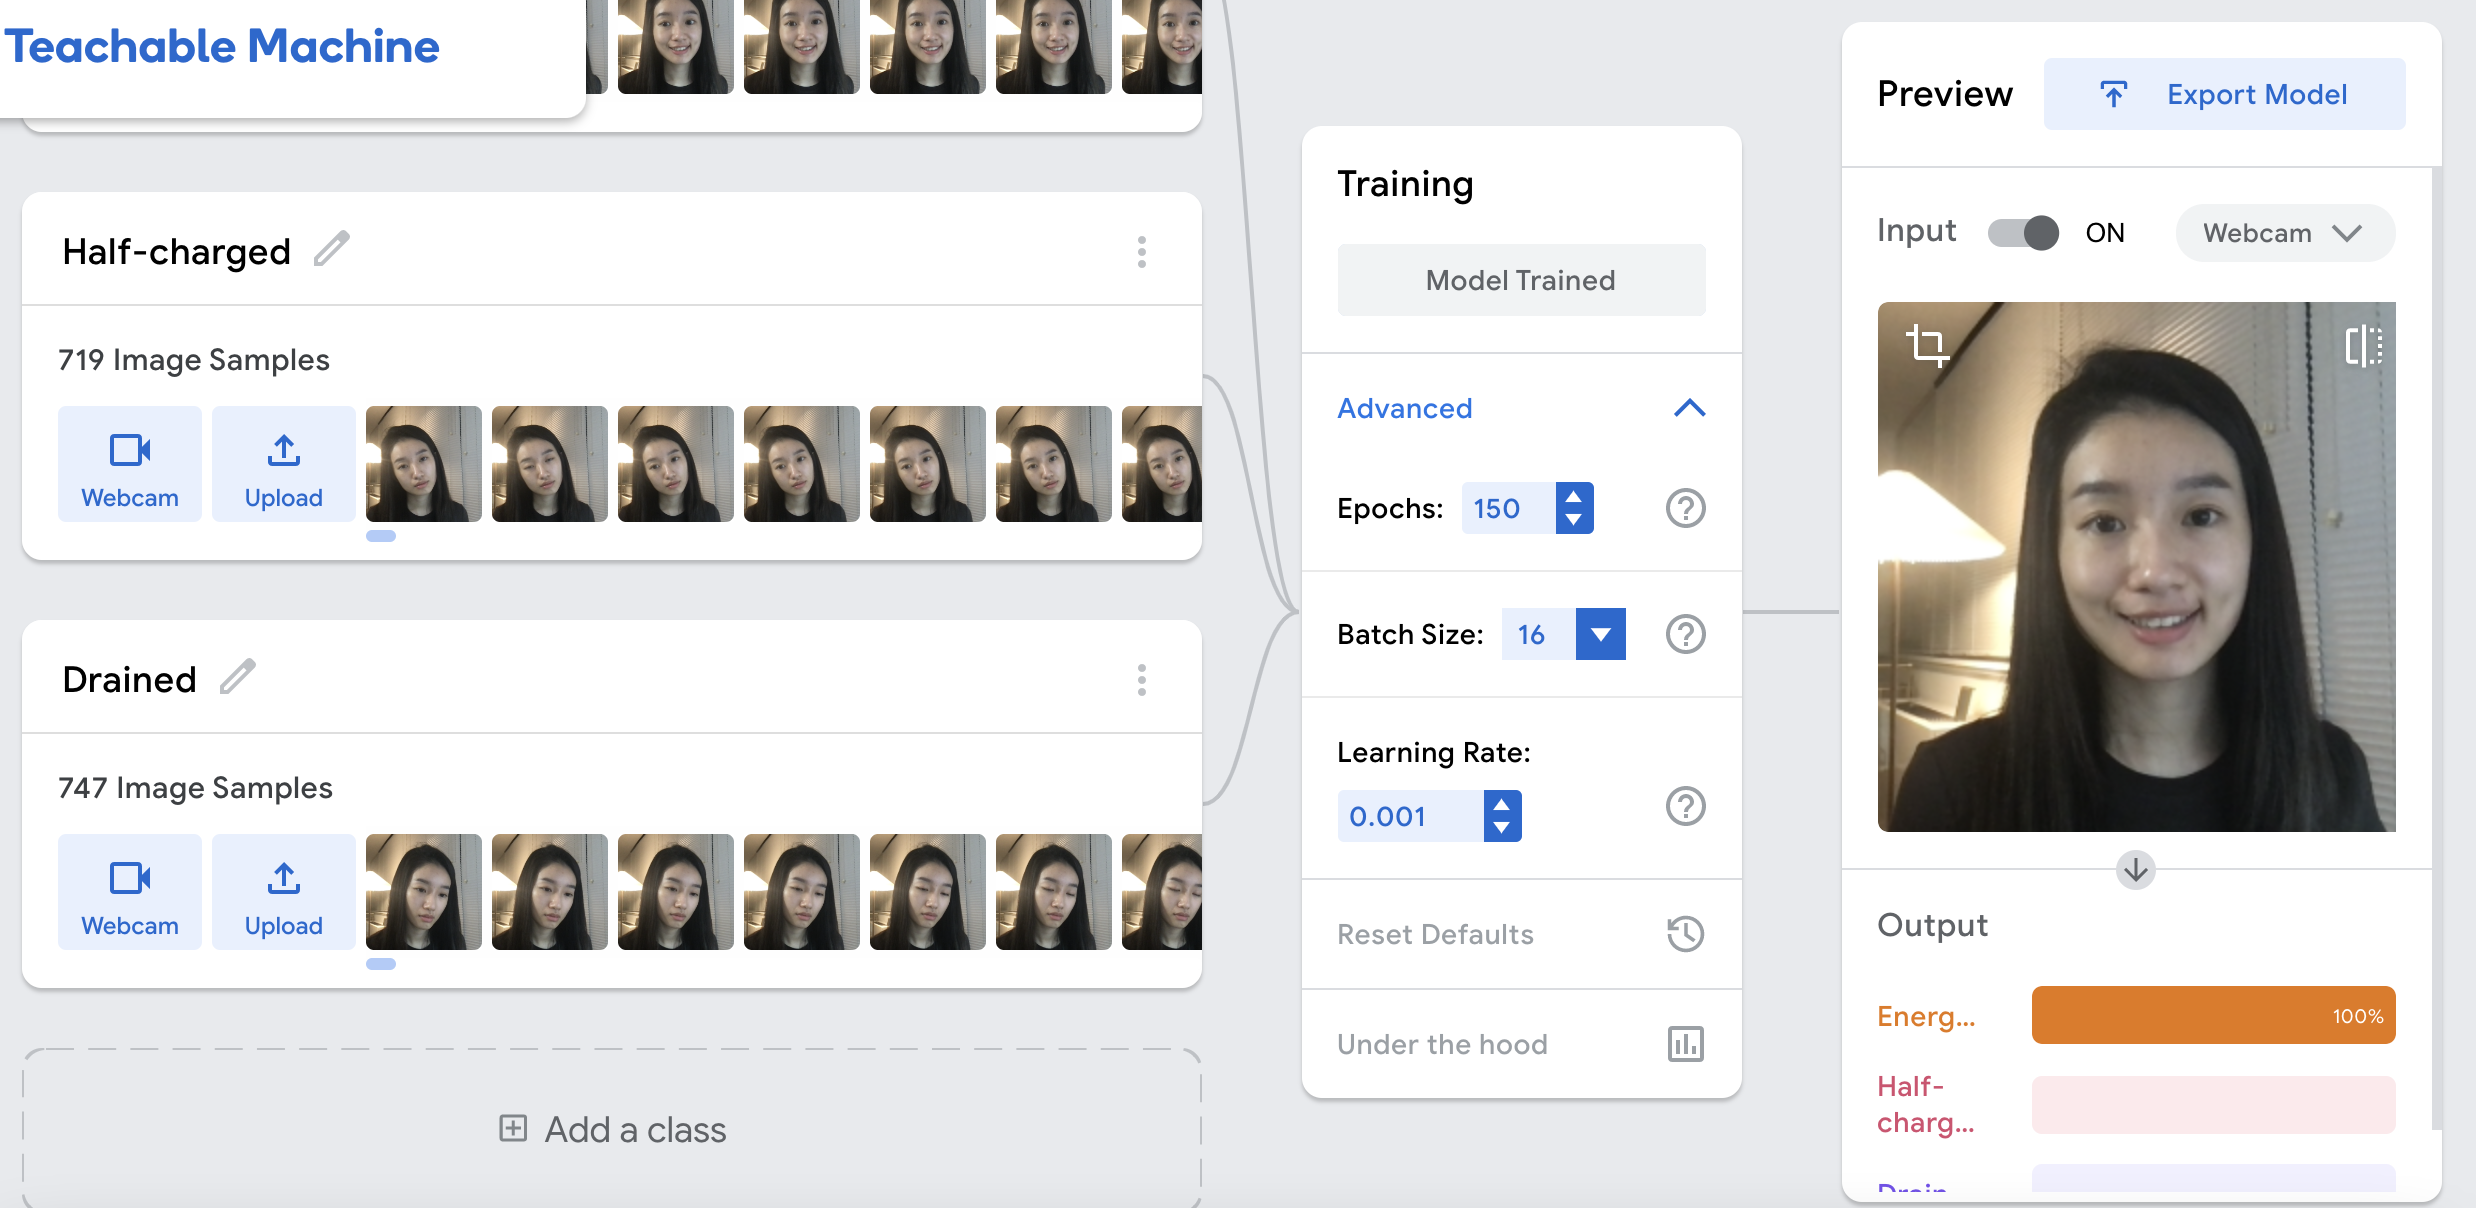 Teachable Machine
Half-charged
719 Image Samples
Webcam
Upload
Drained
747 Image Samples
Webcam
Upload
Add a class
Training
Model Trained
Advanced
Epochs: 150
Batch Size: 16
Learning Rate:
0.001
Reset Defaults
Under the hood
Preview
Export Model
Input ON Webcam
Output
Energ... 100%
Half-
charg...
Drain